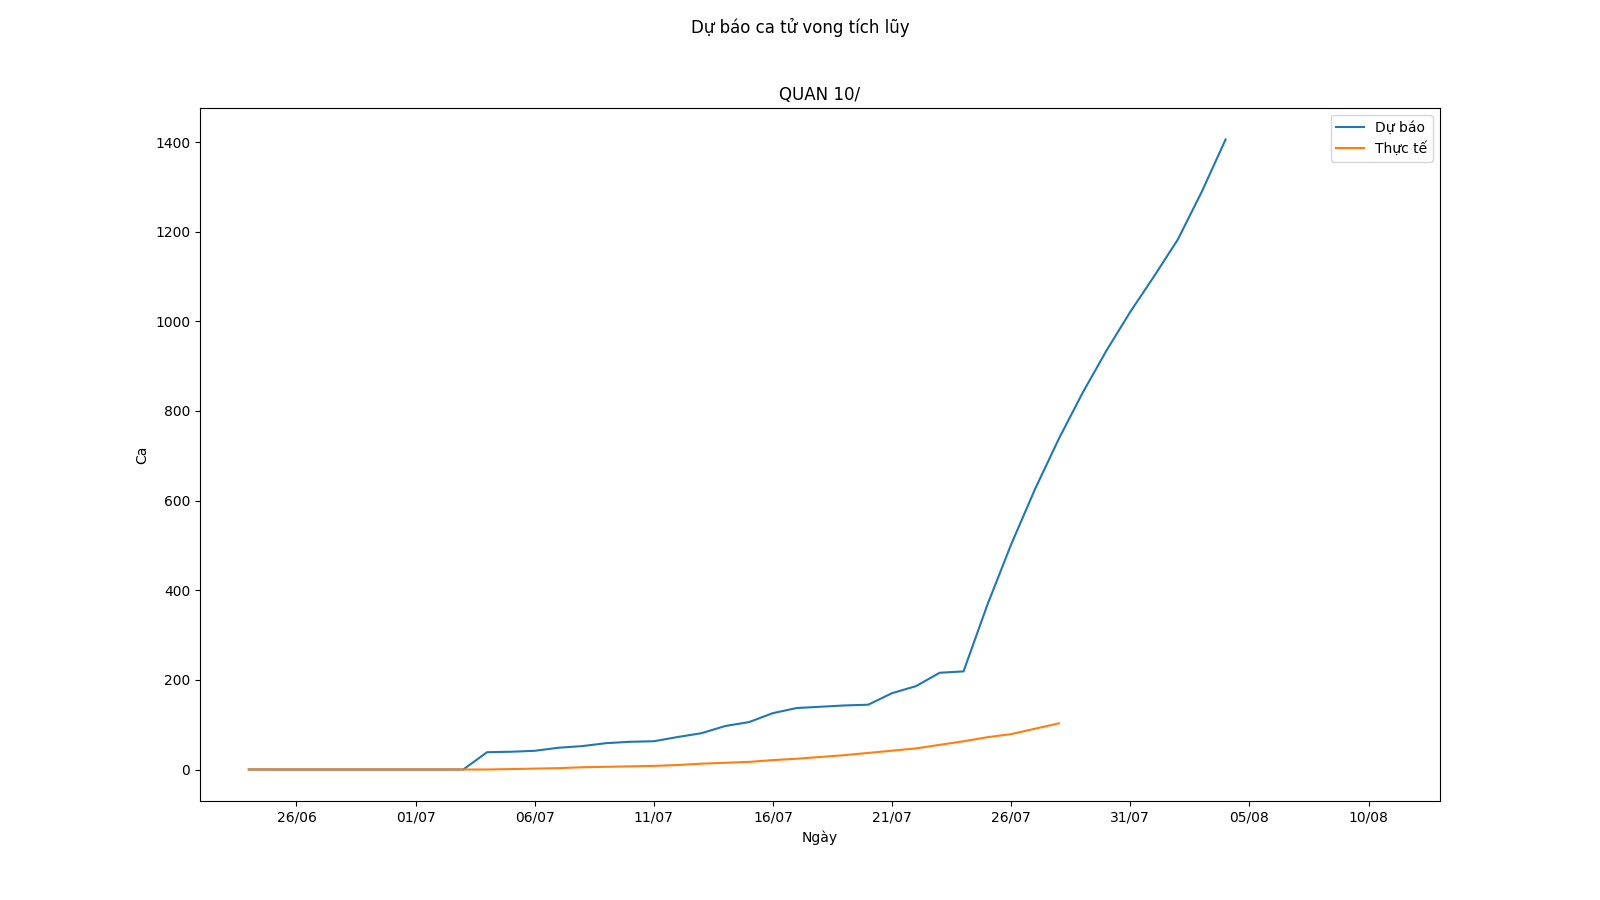 Dự báo ca tử vong tích lũy
QUAN 10/
Dự báo
Thực tế
1400
1200
1000
800
600
400
200
0
Ca
26/06 01/07 06/07 11/07 16/07 21/07 26/07 31/07 05/08 10/08
Ngày